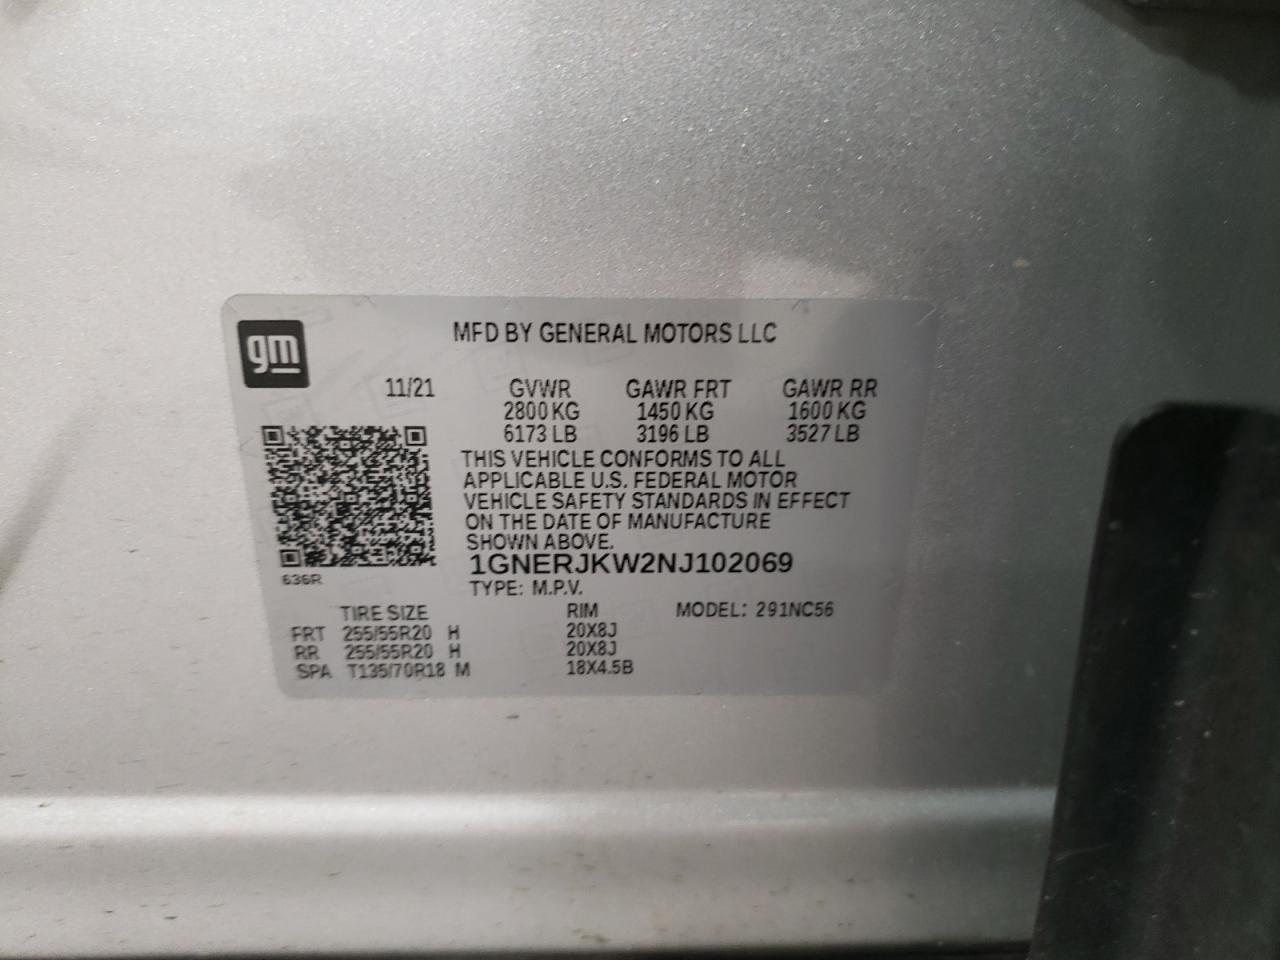 gm
MFD BY GENERAL MOTORS LLC
11/21 GVWR GAWR FRT GAWR RR
2800 KG 1450 KG 1600 KG
6173 LB 3196 LB 3527 LB
THIS VEHICLE CONFORMS TO ALL
APPLICABLE U.S. FEDERAL MOTOR
VEHICLE SAFETY STANDARDS IN EFFECT
ON THE DATE OF MANUFACTURE
SHOWN ABOVE.
1GNERJKW2NJ102069
636R
TYPE: M.P.V.
TIRE SIZE RIM MODEL: 291NC56
FRT 255/55R20 H 20X8J
RR 255/55R20 H 20X8J
SPA T135/70R18 M 18X4.5B